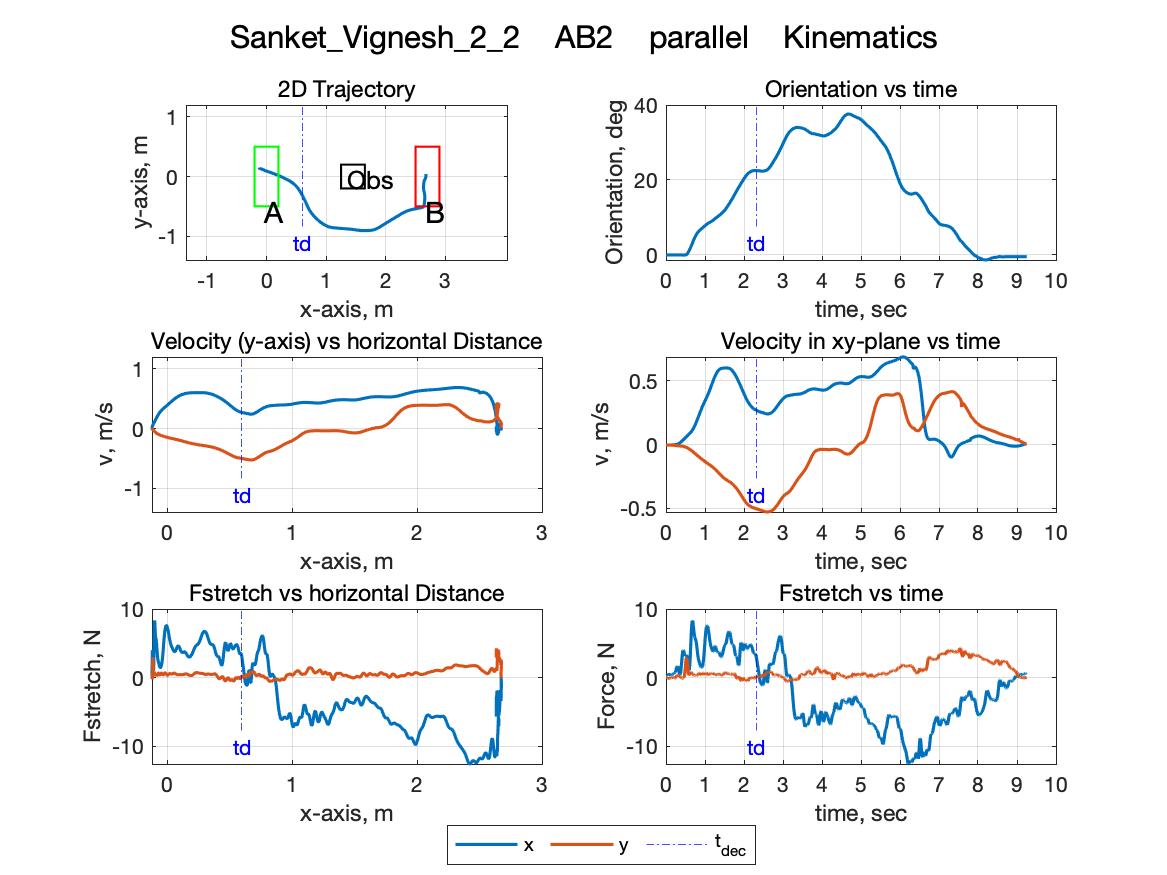 Sanket_Vignesh_2_2 AB2 parallel Kinematics
2D Trajectory
y-axis, m
1
0
-1
A
Obs
B
td
-1 0 1 2 3
x-axis, m
Orientation vs time
Orientation, deg
40
20
0
td
0 1 2 3 4 5 6 7 8 9 10
time, sec
Velocity (y-axis) vs horizontal Distance
v, m/s
1
0
-1
td
0 1 2 3
x-axis, m
Velocity in xy-plane vs time
v, m/s
0.5
0
-0.5
td
0 1 2 3 4 5 6 7 8 9 10
time, sec
Fstretch vs horizontal Distance
Fstretch, N
10
0
-10
td
0 1 2 3
x-axis, m
Fstretch vs time
Force, N
10
0
-10
td
0 1 2 3 4 5 6 7 8 9 10
time, sec
x y t_dec